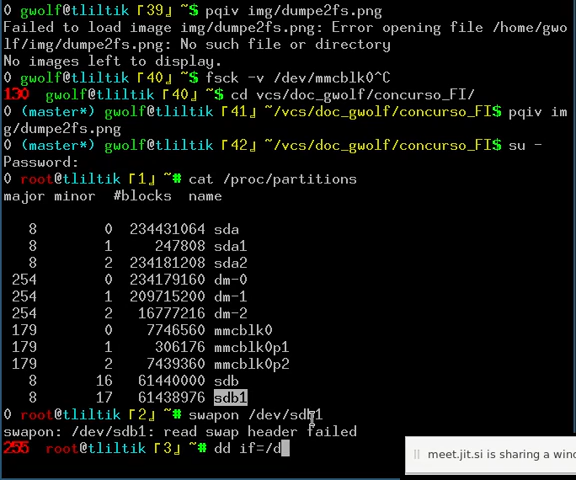 0 gwolf@tliltik『39』~$ pqiv img/dumpe2fs.png
Failed to load image img/dumpe2fs.png: Error opening file /home/gwo
lf/img/dumpe2fs.png: No such file or directory
No images left to display.
0 gwolf@tliltik『40』~$ fsck -v /dev/mmcblk0^C
130 gwolf@tliltik『40』~$ cd vcs/doc_gwolf/concurso_FI/
0 (master*) gwolf@tliltik『41』~/vcs/doc_gwolf/concurso_FI$ pqiv im
g/dumpe2fs.png
0 (master*) gwolf@tliltik『42』~/vcs/doc_gwolf/concurso_FI$ su -
Password:
0 root@tliltik『1』~# cat /proc/partitions
major minor  #blocks  name
8 0 234431064 sda
8 1 247808 sda1
8 2 234181208 sda2
254 0 234179160 dm-0
254 1 209715200 dm-1
254 2 16777216 dm-2
179 0 7746560 mmcblk0
179 1 306176 mmcblk0p1
179 2 7439360 mmcblk0p2
8 16 61440000 sdb
8 17 61438976 sdb1
0 root@tliltik『2』~# swapon /dev/sdb1
swapon: /dev/sdb1: read swap header failed
255 root@tliltik『3』~# dd if=/d
meet.jit.si is sharing a wind